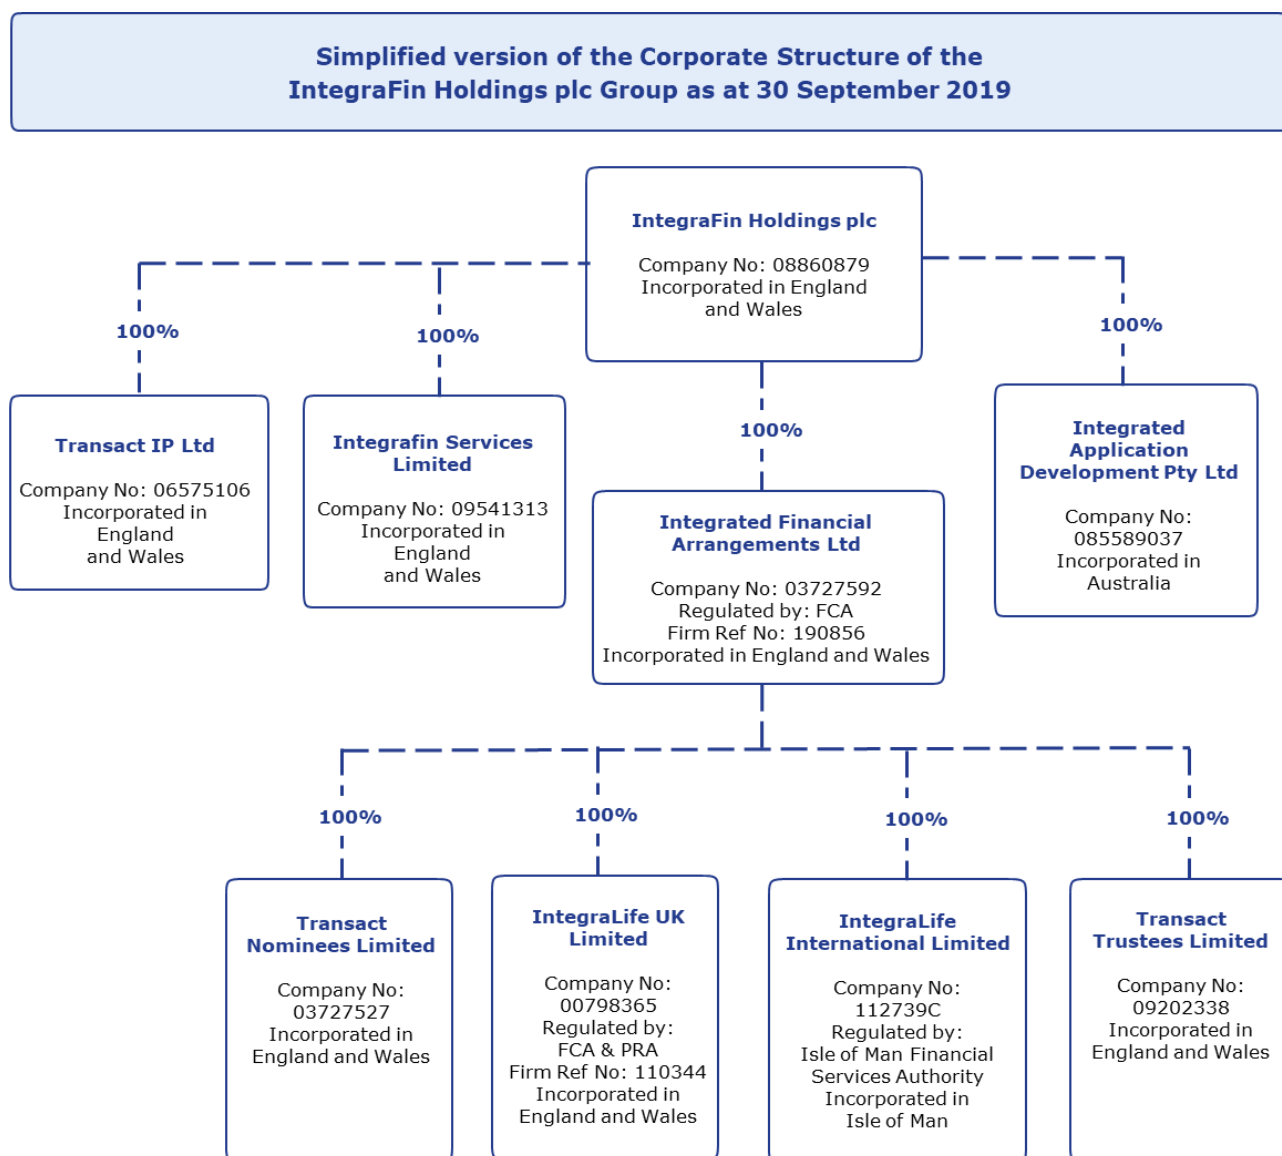 Simplified version of the Corporate Structure of the
IntegraFin Holdings plc Group as at 30 September 2019
IntegraFin Holdings plc
Company No: 08860879
Incorporated in England
and Wales
100%
100%
100%
100%
Transact IP Ltd
Company No: 06575106
Incorporated in
England
and Wales
Integrafin Services
Limited
Company No: 09541313
Incorporated in
England
and Wales
Integrated Financial
Arrangements Ltd
Company No: 03727592
Regulated by: FCA
Firm Ref No: 190856
Incorporated in England and Wales
Integrated
Application
Development Pty Ltd
Company No:
085589037
Incorporated in
Australia
100%
100%
100%
100%
Transact
Nominees Limited
Company No:
03727527
Incorporated in
England and Wales
IntegraLife UK
Limited
Company No:
00798365
Regulated by:
FCA & PRA
Firm Ref No: 110344
Incorporated in
England and Wales
IntegraLife
International Limited
Company No:
112739C
Regulated by:
Isle of Man Financial
Services Authority
Incorporated in
Isle of Man
Transact
Trustees Limited
Company No:
09202338
Incorporated in
England and Wales